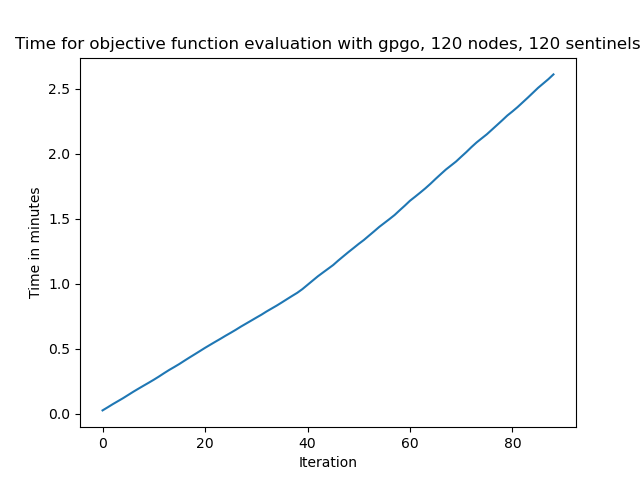 Time for objective function evaluation with gpgo, 120 nodes, 120 sentinels
2.5
2.0
1.5
1.0
0.5
0.0
Time in minutes
0 20 40 60 80
Iteration